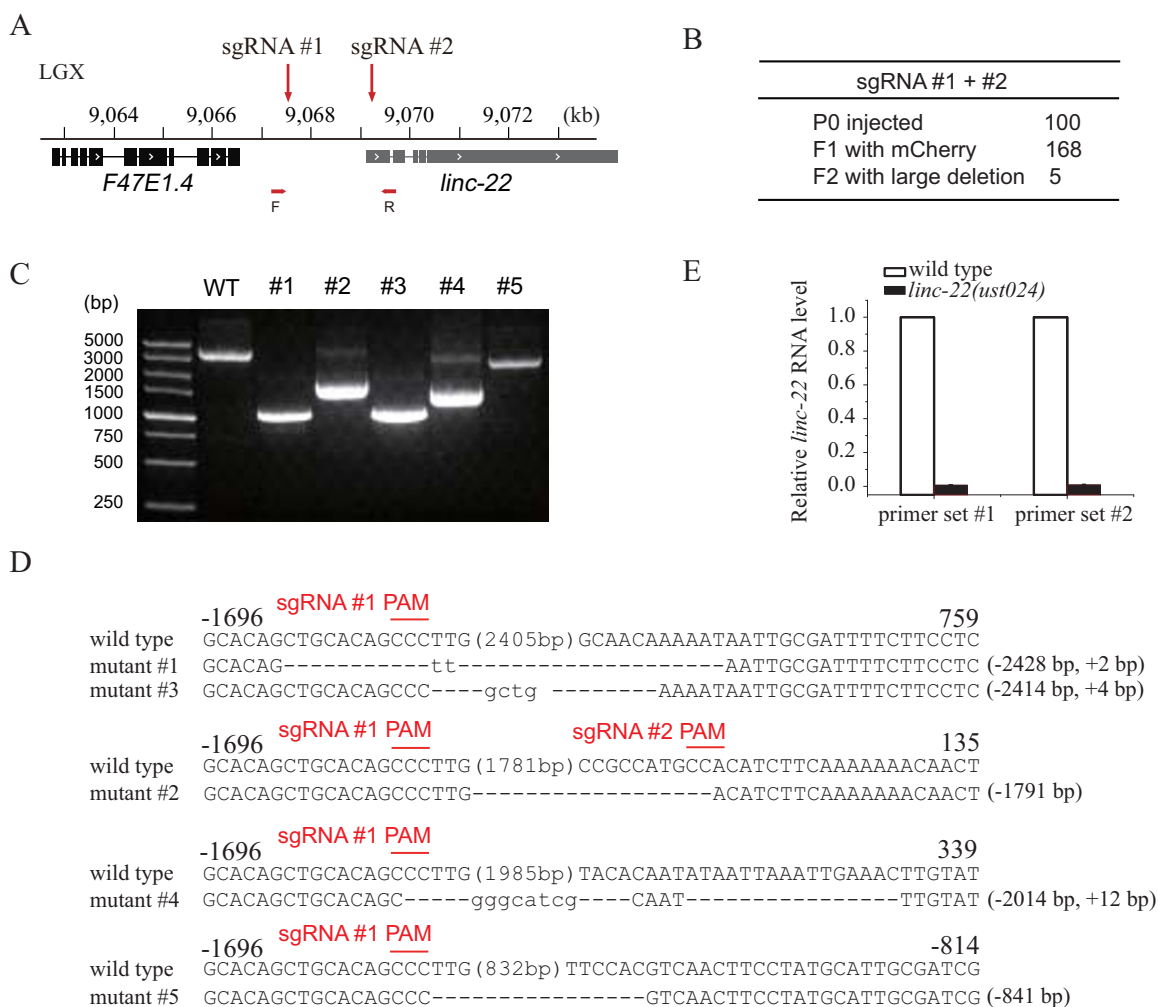 A
sgRNA #1
sgRNA #2
LGX
9,064
9,066
9,068
9,070
9,072
(kb)
F47E1.4
linc-22
F
R
B
sgRNA #1 + #2
P0 injected 100
F1 with mCherry 168
F2 with large deletion 5
C
(bp)
WT #1 #2 #3 #4 #5
5000
3000
2000
1500
1000
750
500
250
E
wild type
linc-22(ust024)
Relative linc-22 RNA level
1.0
0.8
0.6
0.4
0.2
0.0
primer set #1
primer set #2
D
-1696 sgRNA #1 PAM 759
wild type GCACAGCTGCACAGCCCTTG(2405bp)GCAACAAAAATAATTGCGATTTTCTTCCTC
mutant #1 GCACAG-----------tt--------------------AATTGCGATTTTCTTCCTC (-2428 bp, +2 bp)
mutant #3 GCACAGCTGCACAGCCC----gctg ---------AAAATAATTGCGATTTTCTTCCTC (-2414 bp, +4 bp)
-1696 sgRNA #1 PAM sgRNA #2 PAM 135
wild type GCACAGCTGCACAGCCCTTG(1781bp)CCGCCATGCCACATCTTCAAAAAAACAACT
mutant #2 GCACAGCTGCACAGCCCTTG------------------ACATCTTCAAAAAAACAACT (-1791 bp)
-1696 sgRNA #1 PAM 339
wild type GCACAGCTGCACAGCCCTTG(1985bp)TACACAATATAATTAAATTGAAACTTGTAT
mutant #4 GCACAGCTGCACAGC-----gggcatcg----CAAT----------------TTGTAT (-2014 bp, +12 bp)
-1696 sgRNA #1 PAM -814
wild type GCACAGCTGCACAGCCCTTG(832bp)TTCCACGTCAACTTCCTATGCATTGCGATCG
mutant #5 GCACAGCTGCACAGCCC----------------GTCAACTTCCTATGCATTGCGATCG (-841 bp)